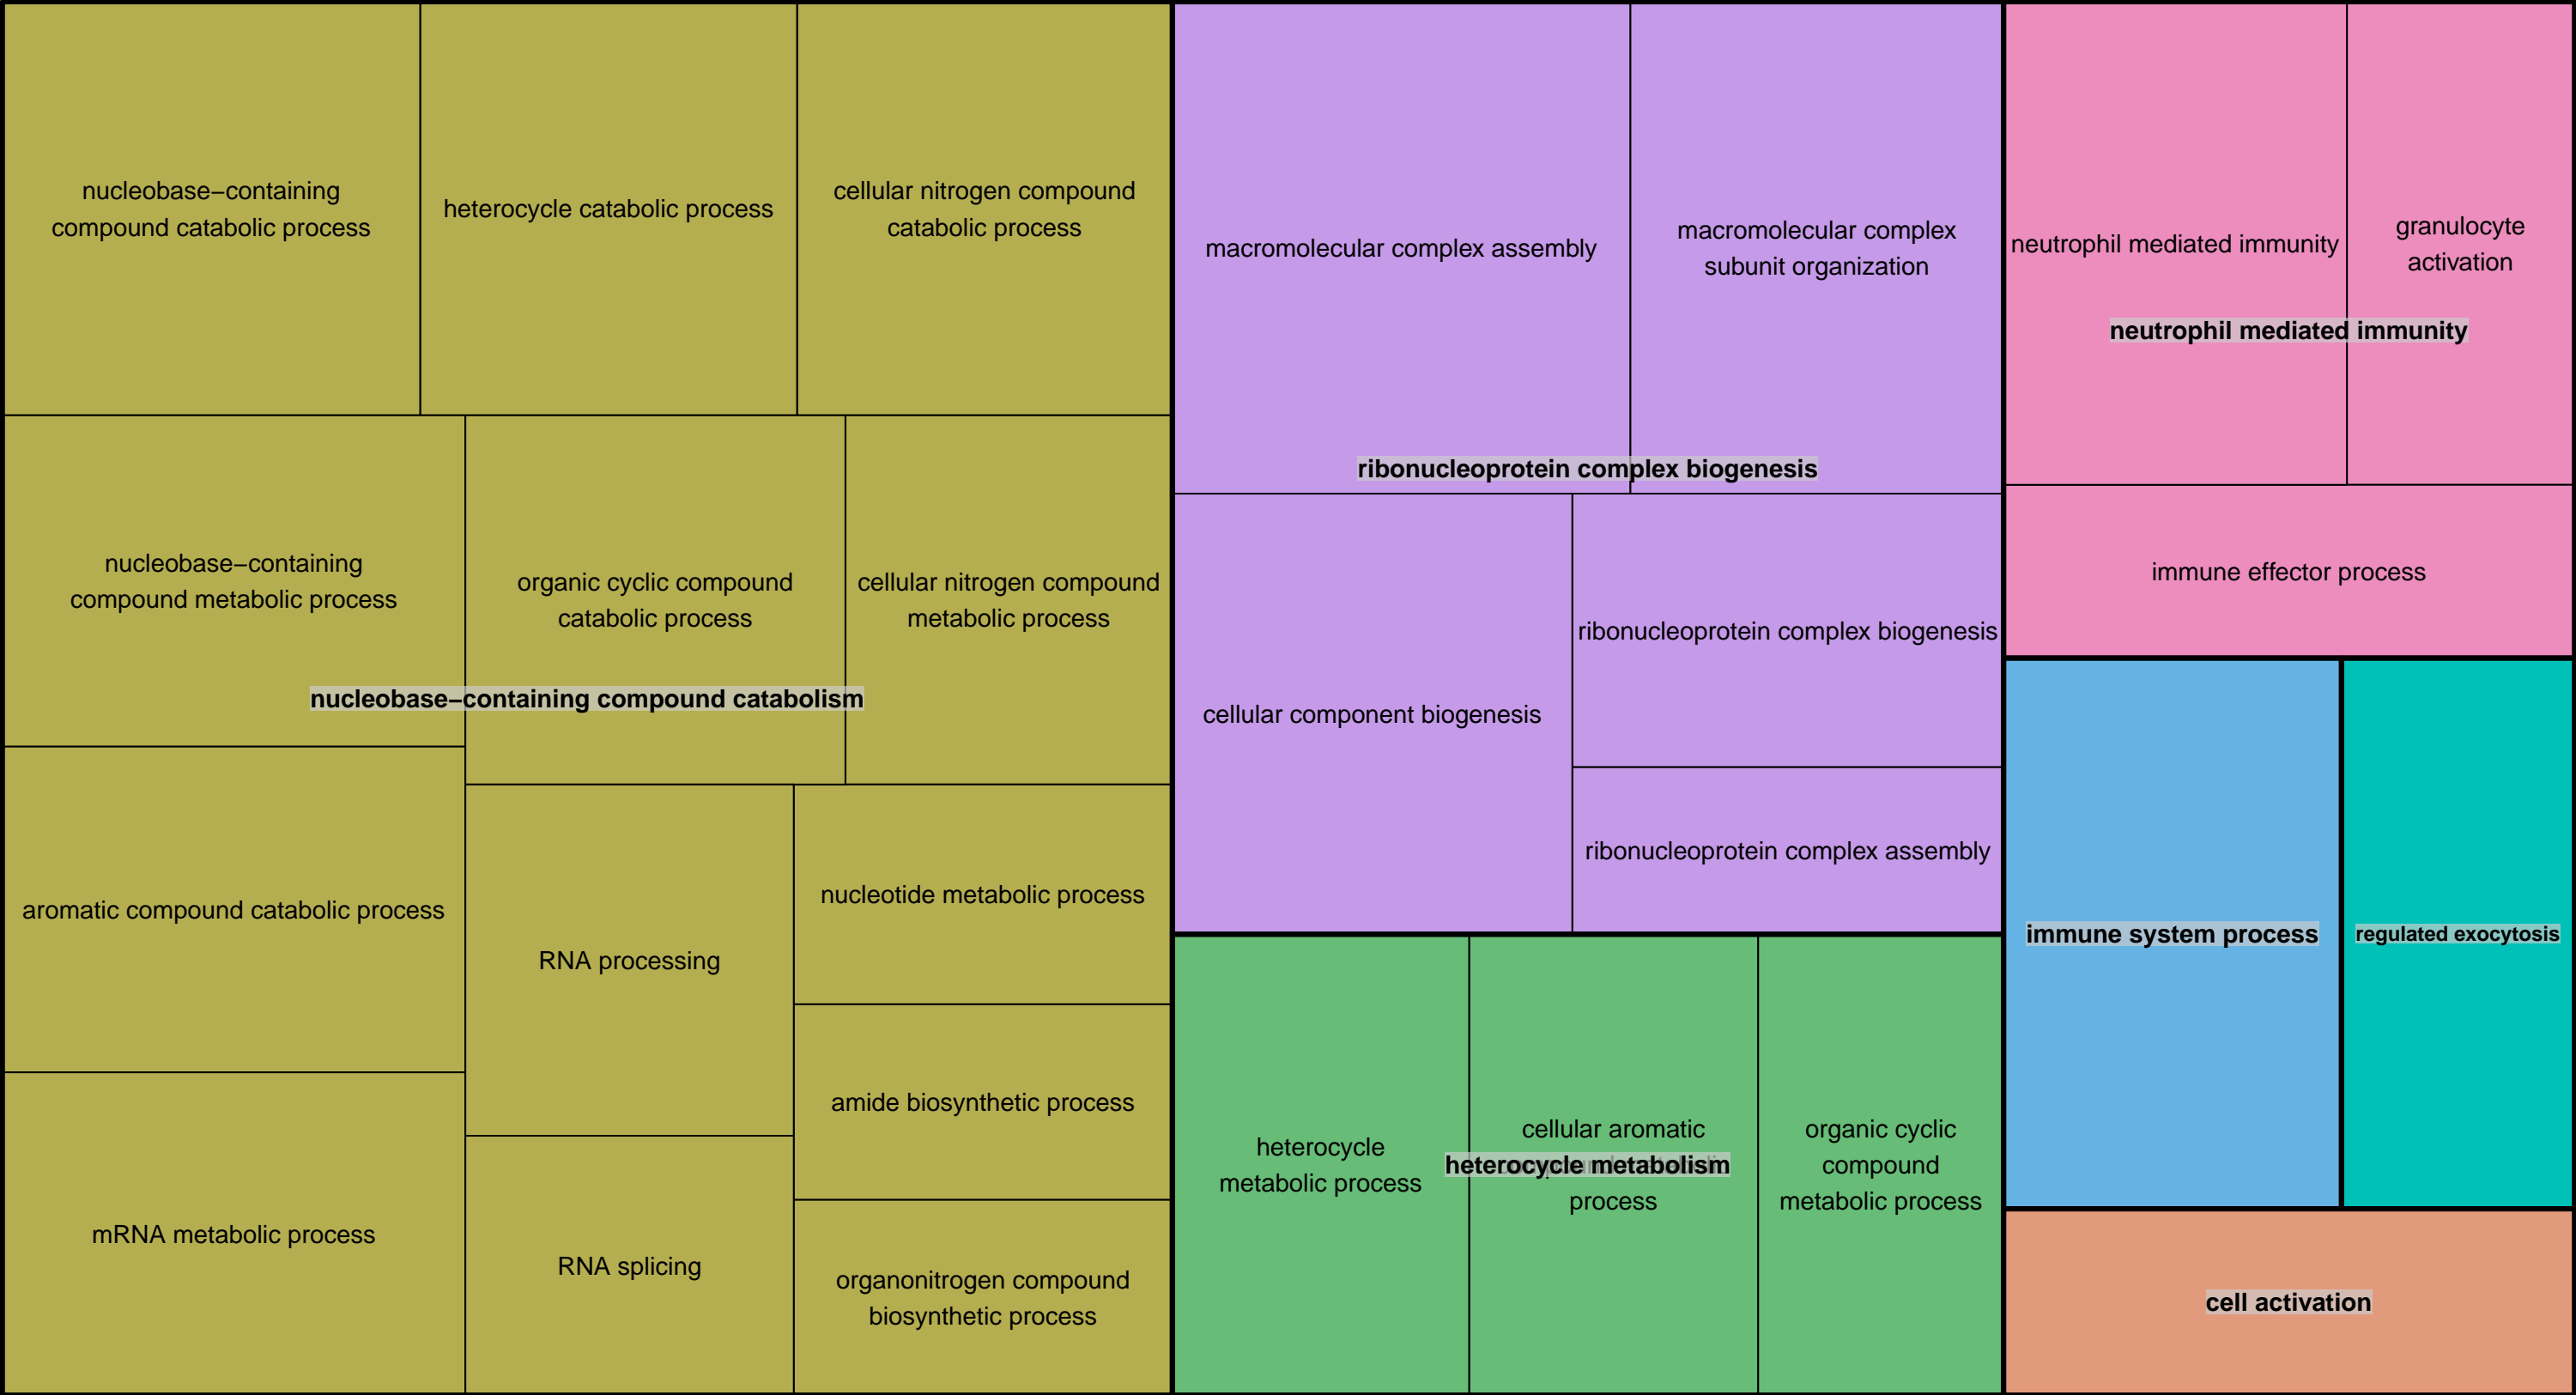 nucleobase−containing
compound catabolic process
heterocycle catabolic process
cellular nitrogen compound
catabolic process
nucleobase−containing
compound metabolic process
organic cyclic compound
catabolic process
cellular nitrogen compound
metabolic process
nucleobase−containing compound catabolism
aromatic compound catabolic process
RNA processing
nucleotide metabolic process
amide biosynthetic process
mRNA metabolic process
RNA splicing
organonitrogen compound
biosynthetic process
macromolecular complex assembly
macromolecular complex
subunit organization
ribonucleoprotein complex biogenesis
cellular component biogenesis
ribonucleoprotein complex biogenesis
ribonucleoprotein complex assembly
heterocycle
metabolic process
cellular aromatic
process
heterocycle metabolism
organic cyclic
compound
metabolic process
neutrophil mediated immunity
granulocyte
activation
neutrophil mediated immunity
immune effector process
immune system process
regulated exocytosis
cell activation